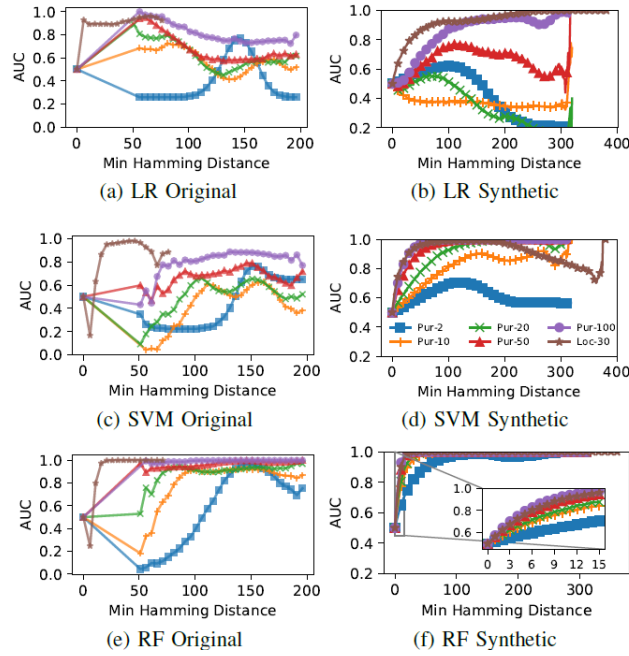 1.0
0.8
0.6
0.4
0.2
0.0
AUC
0 50 100 150 200
Min Hamming Distance
(a) LR Original
1.0
0.8
0.6
0.4
0.2
AUC
0 100 200 300 400
Min Hamming Distance
(b) LR Synthetic
1.0
0.8
0.6
0.4
0.2
0.0
AUC
0 50 100 150 200
Min Hamming Distance
(c) SVM Original
1.0
0.8
0.6
0.4
0.2
AUC
Pur-2 Pur-20 Pur-100
Pur-10 Pur-50 Loc-30
0 100 200 300 400
Min Hamming Distance
(d) SVM Synthetic
1.0
0.8
0.6
0.4
0.2
0.0
AUC
0 50 100 150 200
Min Hamming Distance
(e) RF Original
1.0
0.8
0.6
0.4
0.2
AUC
1.0
0.8
0.6
0 3 6 9 12 15
0 100 200 300
Min Hamming Distance
(f) RF Synthetic